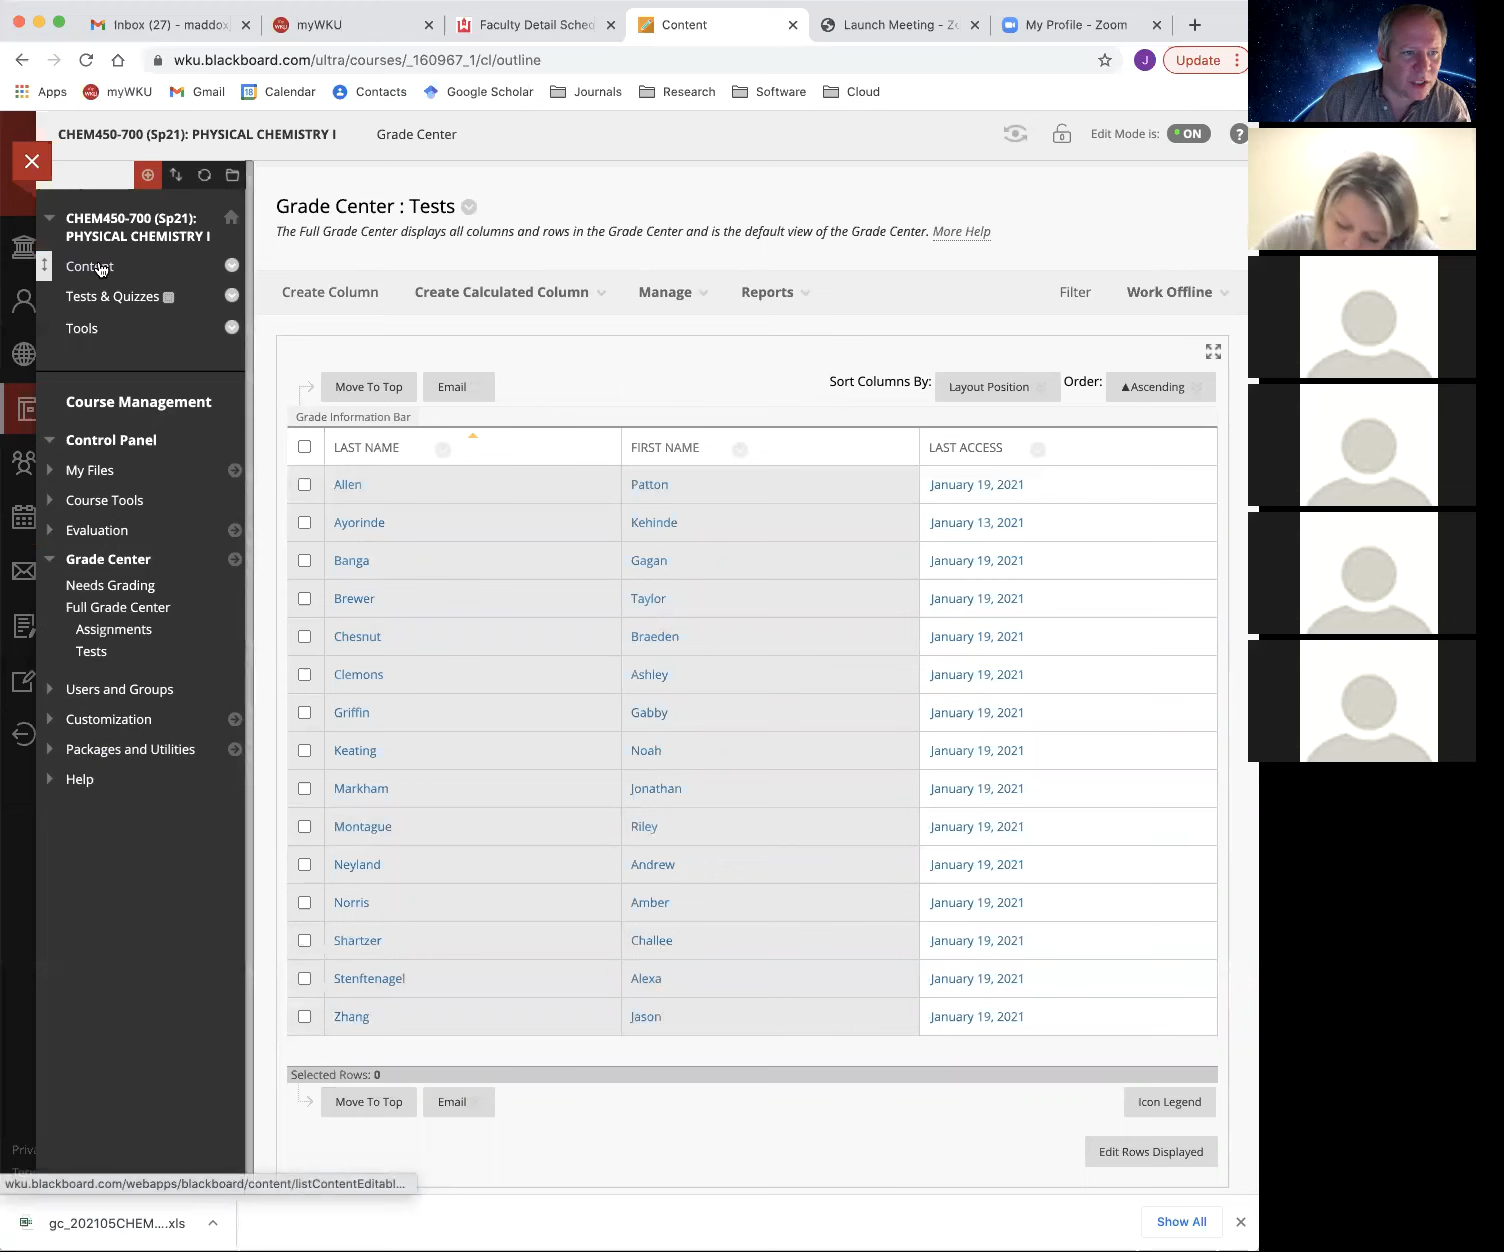 Inbox (27) - maddox
myWKU
Faculty Detail Sched
Content
Launch Meeting - Zo
My Profile - Zoom
wku.blackboard.com/ultra/courses/_160967_1/cl/outline
J
Update
Apps
myWKU
Gmail
18
Calendar
Contacts
Google Scholar
Journals
Research
Software
Cloud
CHEM450-700 (Sp21): PHYSICAL CHEMISTRY I
Grade Center
Edit Mode is:
ON
?
CHEM450-700 (Sp21):
PHYSICAL CHEMISTRY I
Content
Tests & Quizzes
Tools
Course Management
Control Panel
My Files
Course Tools
Evaluation
Grade Center
Needs Grading
Full Grade Center
Assignments
Tests
Users and Groups
Customization
Packages and Utilities
Help
Grade Center : Tests
The Full Grade Center displays all columns and rows in the Grade Center and is the default view of the Grade Center. More Help
Create Column
Create Calculated Column
Manage
Reports
Filter
Work Offline
Move To Top
Email
Sort Columns By:
Layout Position
Order:
▲Ascending
Grade Information Bar
LAST NAME FIRST NAME LAST ACCESS
Allen Patton January 19, 2021
Ayorinde Kehinde January 13, 2021
Banga Gagan January 19, 2021
Brewer Taylor January 19, 2021
Chesnut Braeden January 19, 2021
Clemons Ashley January 19, 2021
Griffin Gabby January 19, 2021
Keating Noah January 19, 2021
Markham Jonathan January 19, 2021
Montague Riley January 19, 2021
Neyland Andrew January 19, 2021
Norris Amber January 19, 2021
Shartzer Challee January 19, 2021
Stenftenagel Alexa January 19, 2021
Zhang Jason January 19, 2021
Selected Rows: 0
Move To Top
Email
Icon Legend
Edit Rows Displayed
Priv
wku.blackboard.com/webapps/blackboard/content/listContentEditabl...
gc_202105CHEM....xls
Show All